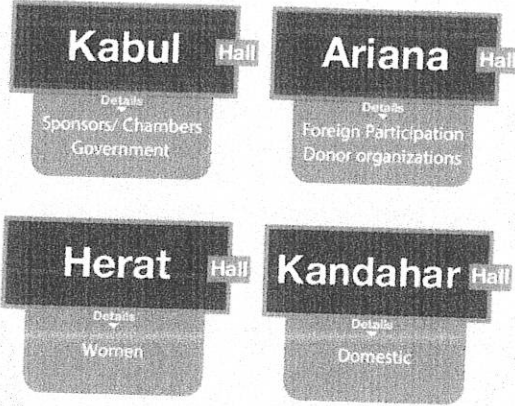 Kabul Hall
Details
Sponsors/ Chambers
Government
Ariana Hall
Details
Foreign Participation
Donor organizations
Herat Hall
Details
Women
Kandahar Hall
Details
Domestic